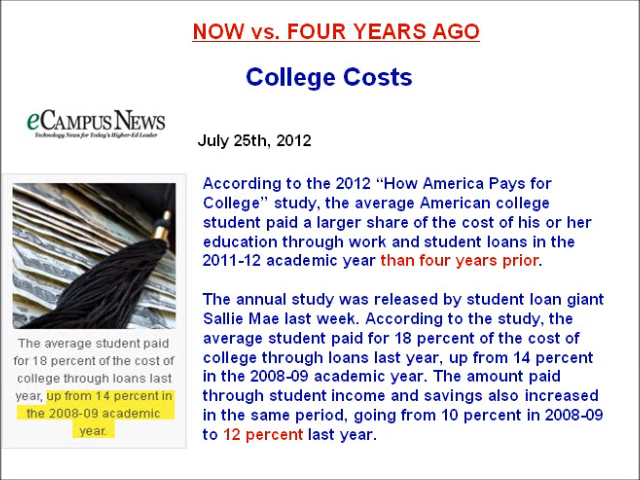 NOW vs. FOUR YEARS AGO
College Costs
eCAMPUS NEWS
Technology News for Today's Higher-Ed Leader
July 25th, 2012
According to the 2012 “How America Pays for
College” study, the average American college
student paid a larger share of the cost of his or her
education through work and student loans in the
2011-12 academic year than four years prior.
The annual study was released by student loan giant
Sallie Mae last week. According to the study, the
average student paid for 18 percent of the cost of
college through loans last year, up from 14 percent
in the 2008-09 academic year. The amount paid
through student income and savings also increased
in the same period, going from 10 percent in 2008-09
to 12 percent last year.
The average student paid
for 18 percent of the cost of
college through loans last
year, up from 14 percent in
the 2008-09 academic
year.